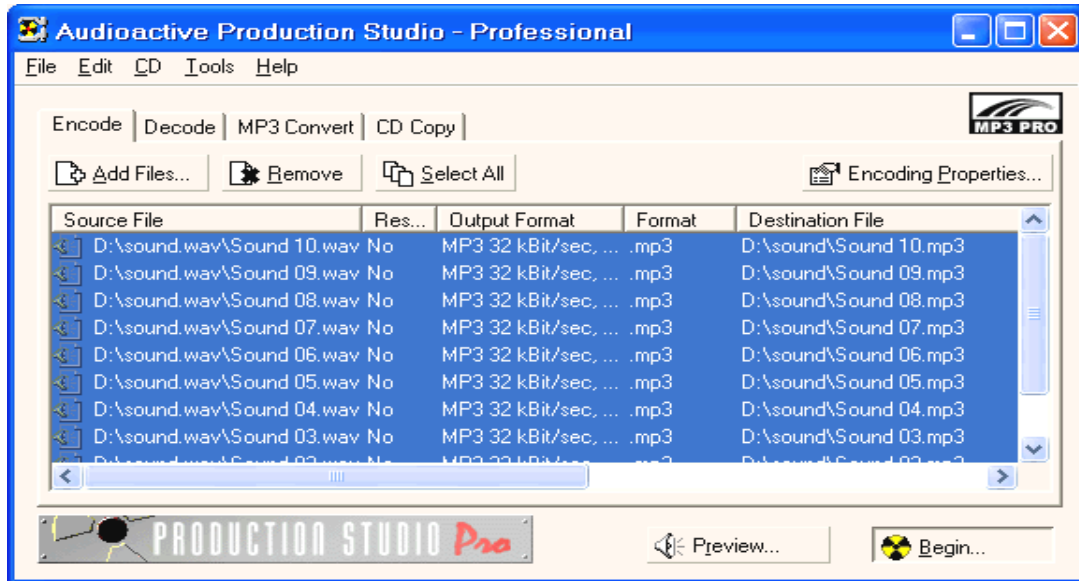 Audioactive Production Studio - Professional
File Edit CD Tools Help
MP3 PRO
Encode Decode MP3 Convert CD Copy
Add Files... Remove Select All Encoding Properties...
Source File Res... Output Format Format Destination File
D:\sound.wav\Sound 10.wav No MP3 32 kBit/sec, ... .mp3 D:\sound\Sound 10.mp3
D:\sound.wav\Sound 09.wav No MP3 32 kBit/sec, ... .mp3 D:\sound\Sound 09.mp3
D:\sound.wav\Sound 08.wav No MP3 32 kBit/sec, ... .mp3 D:\sound\Sound 08.mp3
D:\sound.wav\Sound 07.wav No MP3 32 kBit/sec, ... .mp3 D:\sound\Sound 07.mp3
D:\sound.wav\Sound 06.wav No MP3 32 kBit/sec, ... .mp3 D:\sound\Sound 06.mp3
D:\sound.wav\Sound 05.wav No MP3 32 kBit/sec, ... .mp3 D:\sound\Sound 05.mp3
D:\sound.wav\Sound 04.wav No MP3 32 kBit/sec, ... .mp3 D:\sound\Sound 04.mp3
D:\sound.wav\Sound 03.wav No MP3 32 kBit/sec, ... .mp3 D:\sound\Sound 03.mp3
PRODUCTION STUDIO Pro Preview... Begin...